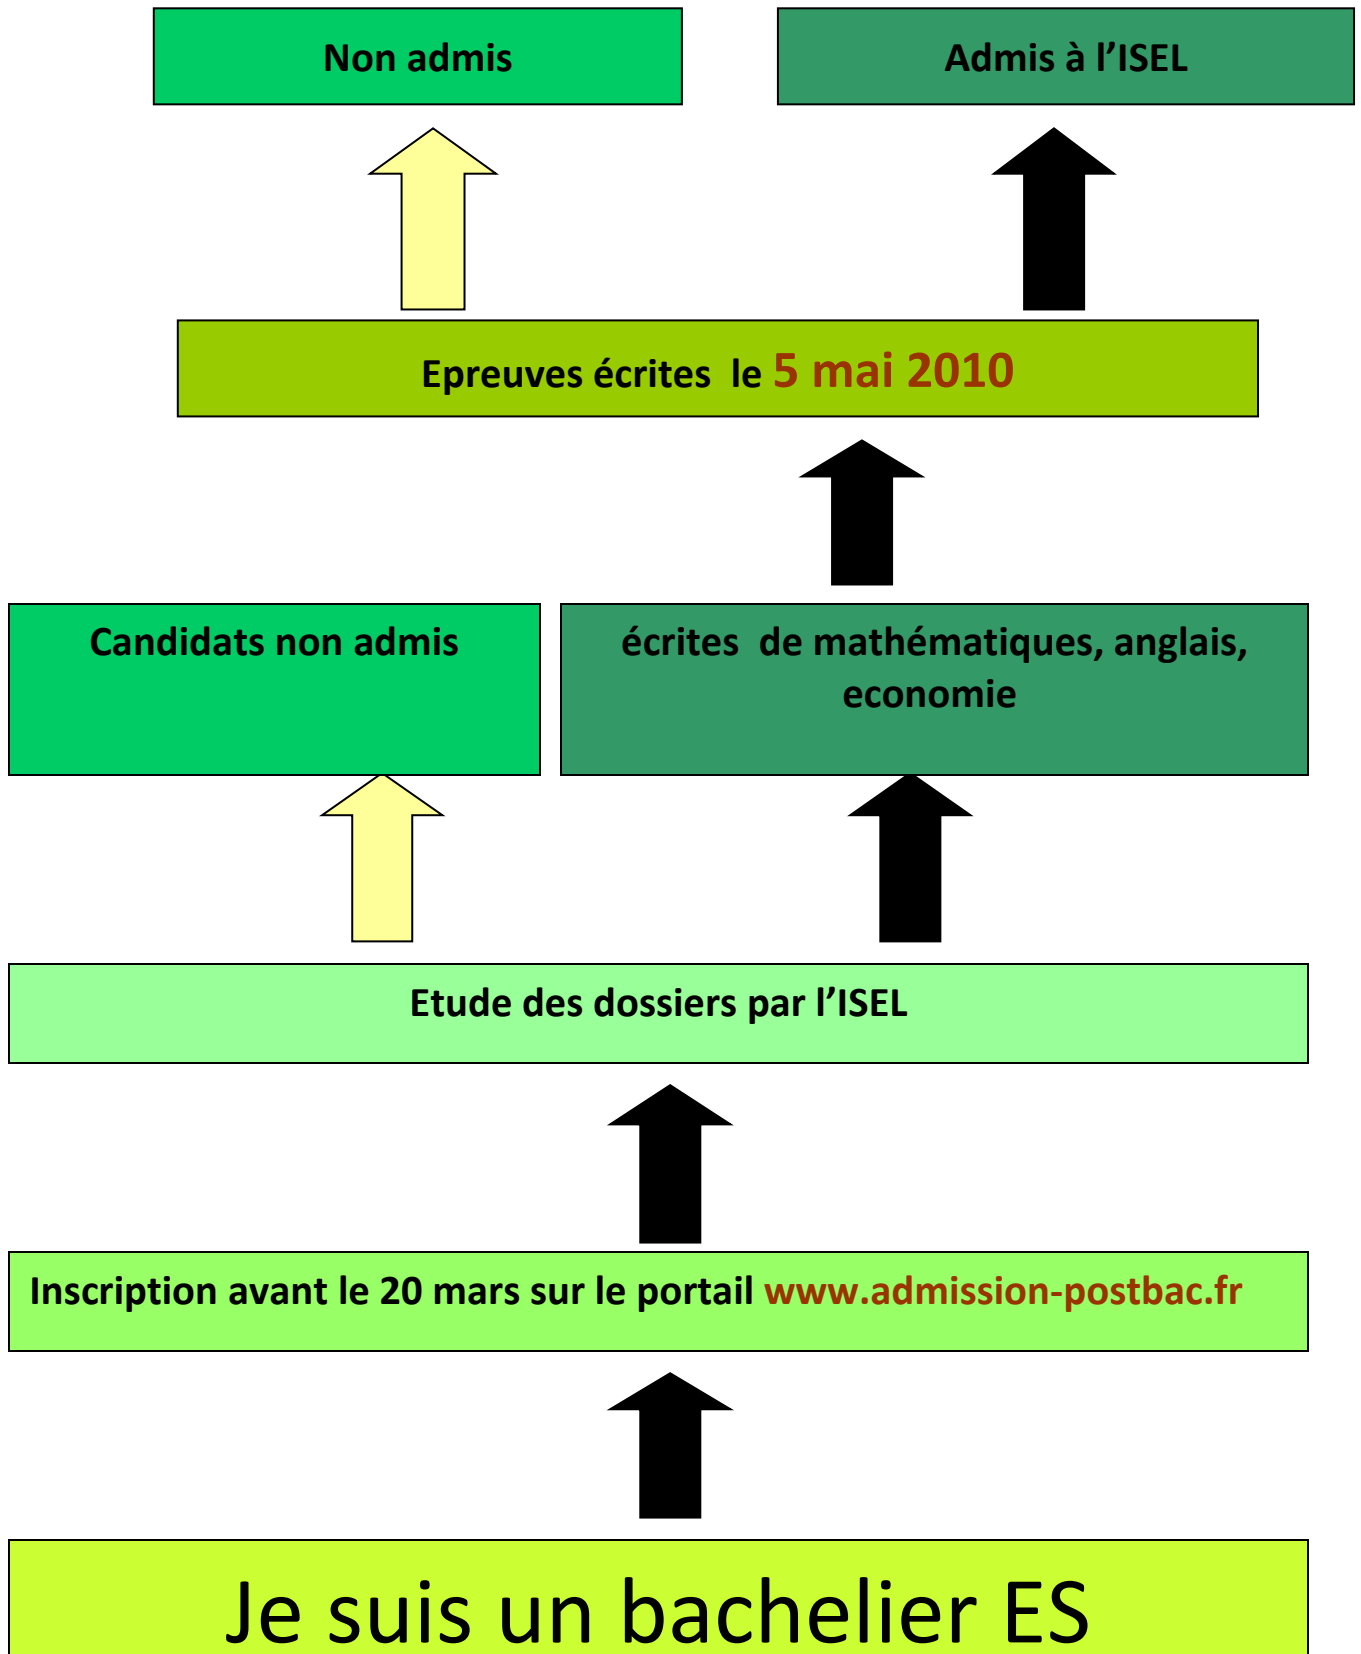 Non admis
Admis à l’ISEL
Epreuves écrites le 5 mai 2010
Candidats non admis
écrites de mathématiques, anglais,
economie
Etude des dossiers par l’ISEL
Inscription avant le 20 mars sur le portail www.admission-postbac.fr
Je suis un bachelier ES